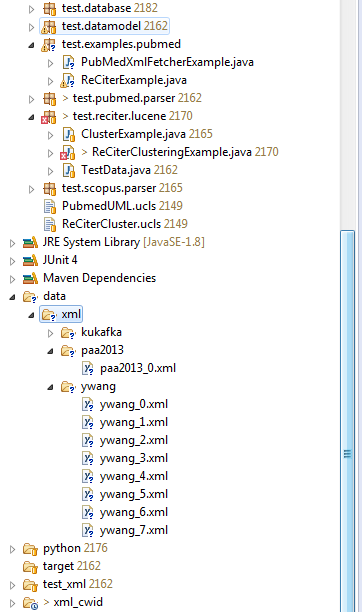 test.database 2182
test.datamodel 2162
test.examples.pubmed
PubMedXmlFetcherExample.java
ReCiterExample.java
> test.pubmed.parser 2162
> test.reciter.lucene 2170
ClusterExample.java 2165
> ReCiterClusteringExample.java 2170
TestData.java 2162
test.scopus.parser 2165
PubmedUML.ucls 2149
ReCiterCluster.ucls 2149
JRE System Library [JavaSE-1.8]
JUnit 4
Maven Dependencies
data
xml
kukafka
paa2013
paa2013_0.xml
ywang
ywang_0.xml
ywang_1.xml
ywang_2.xml
ywang_3.xml
ywang_4.xml
ywang_5.xml
ywang_6.xml
ywang_7.xml
python 2176
target 2162
test_xml 2162
> xml_cwid